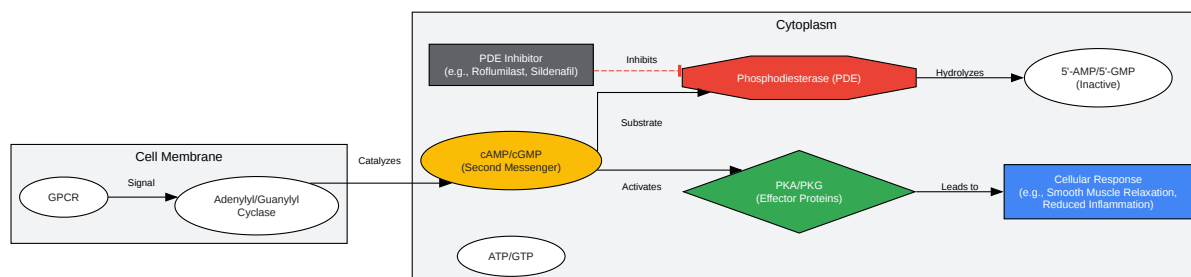 Cytoplasm
PDE Inhibitor
(e.g., Roflumilast, Sildenafil)
Inhibits
Phosphodiesterase (PDE)
Hydrolyzes
5'-AMP/5'-GMP
(Inactive)
Substrate
Cell Membrane
Catalyzes
cAMP/cGMP
(Second Messenger)
GPCR
Signal
Adenylyl/Guanylyl
Cyclase
Activates
PKA/PKG
(Effector Proteins)
Leads to
Cellular Response
(e.g., Smooth Muscle Relaxation,
Reduced Inflammation)
ATP/GTP